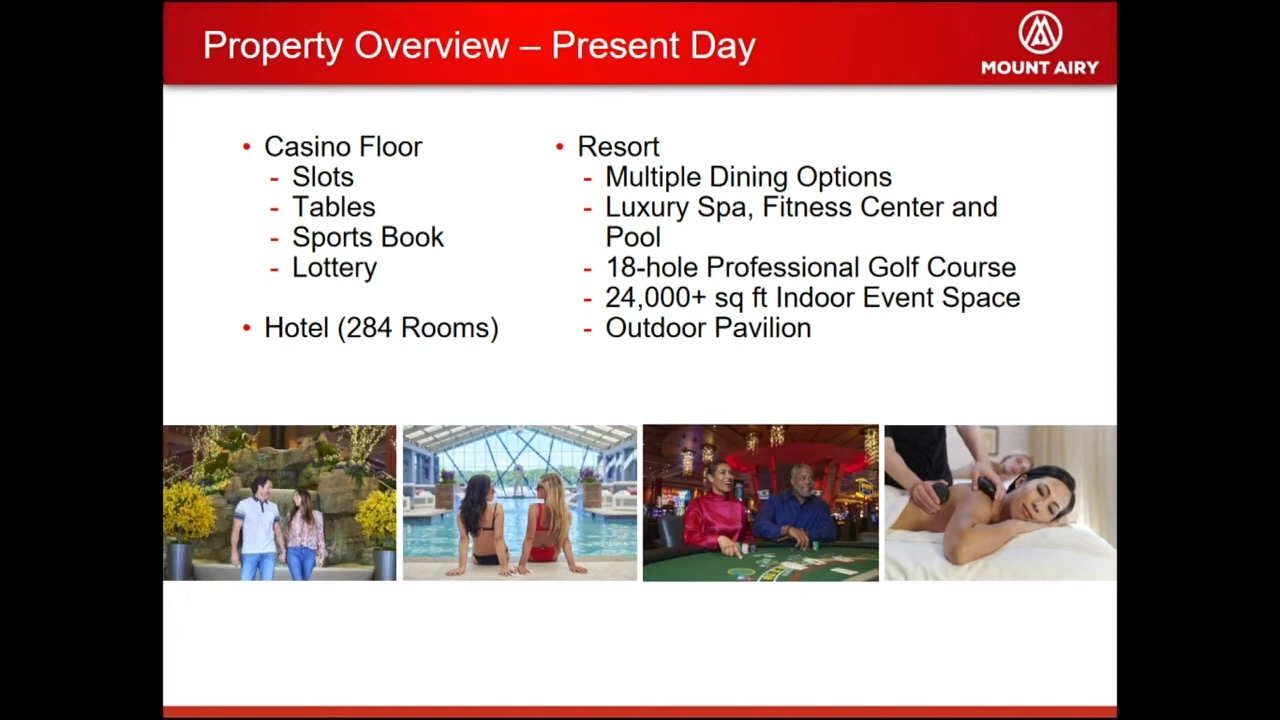 Property Overview – Present Day
MOUNT AIRY
• Casino Floor
- Slots
- Tables
- Sports Book
- Lottery
• Hotel (284 Rooms)
• Resort
- Multiple Dining Options
- Luxury Spa, Fitness Center and
Pool
- 18-hole Professional Golf Course
- 24,000+ sq ft Indoor Event Space
- Outdoor Pavilion